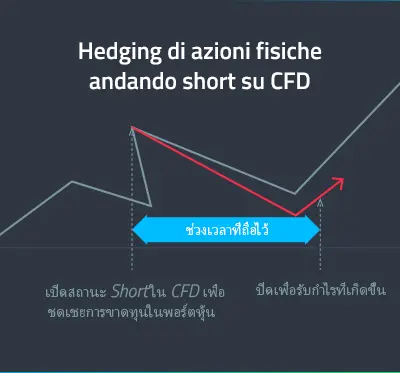 Hedging di azioni fisiche
andando short su CFD
ช่วงเวลาที่ถือไว้
เปิดสถานะ Short ใน CFD เพื่อ
ชดเชยการขาดทุนในพอร์ตหุ้น
ปิดเพื่อรับกำไรที่เกิดขึ้น